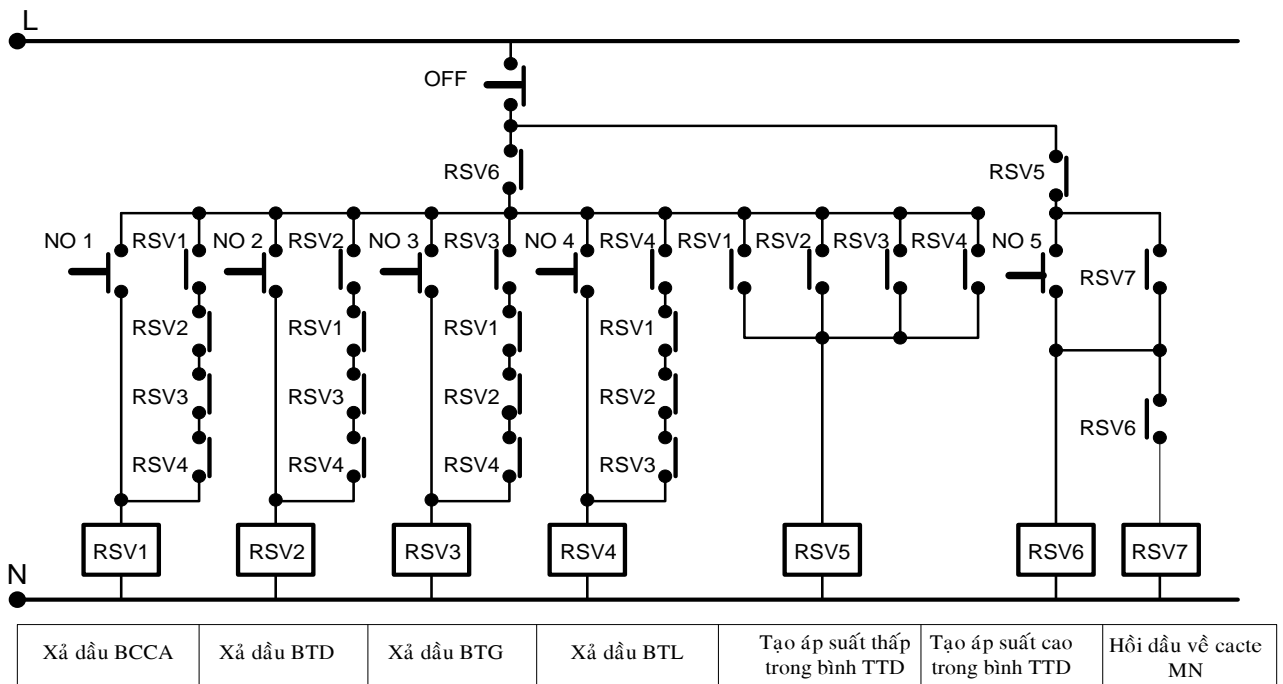 L
OFF
RSV6
RSV5
NO 1
RSV1
NO 2
RSV2
NO 3
RSV3
NO 4
RSV4
RSV1
RSV2
RSV3
RSV4
NO 5
RSV7
RSV2
RSV1
RSV1
RSV1
RSV3
RSV3
RSV2
RSV2
RSV6
RSV4
RSV4
RSV4
RSV3
RSV1
RSV2
RSV3
RSV4
RSV5
RSV6
RSV7
N
Xả dầu BCCA
Xả dầu BTD
Xả dầu BTG
Xả dầu BTL
Tạo áp suất thấp
trong bình TTD
Tạo áp suất cao
trong bình TTD
Hồi dầu về cacte
MN